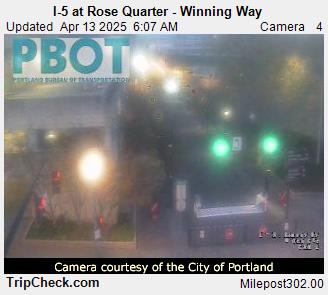 I-5 at Rose Quarter - Winning Way
Updated Apr 13 2025 6:07 AM Camera 4
PBOT
PORTLAND BUREAU OF TRANSPORTATION
Camera courtesy of the City of Portland
TripCheck.com Milepost302.00